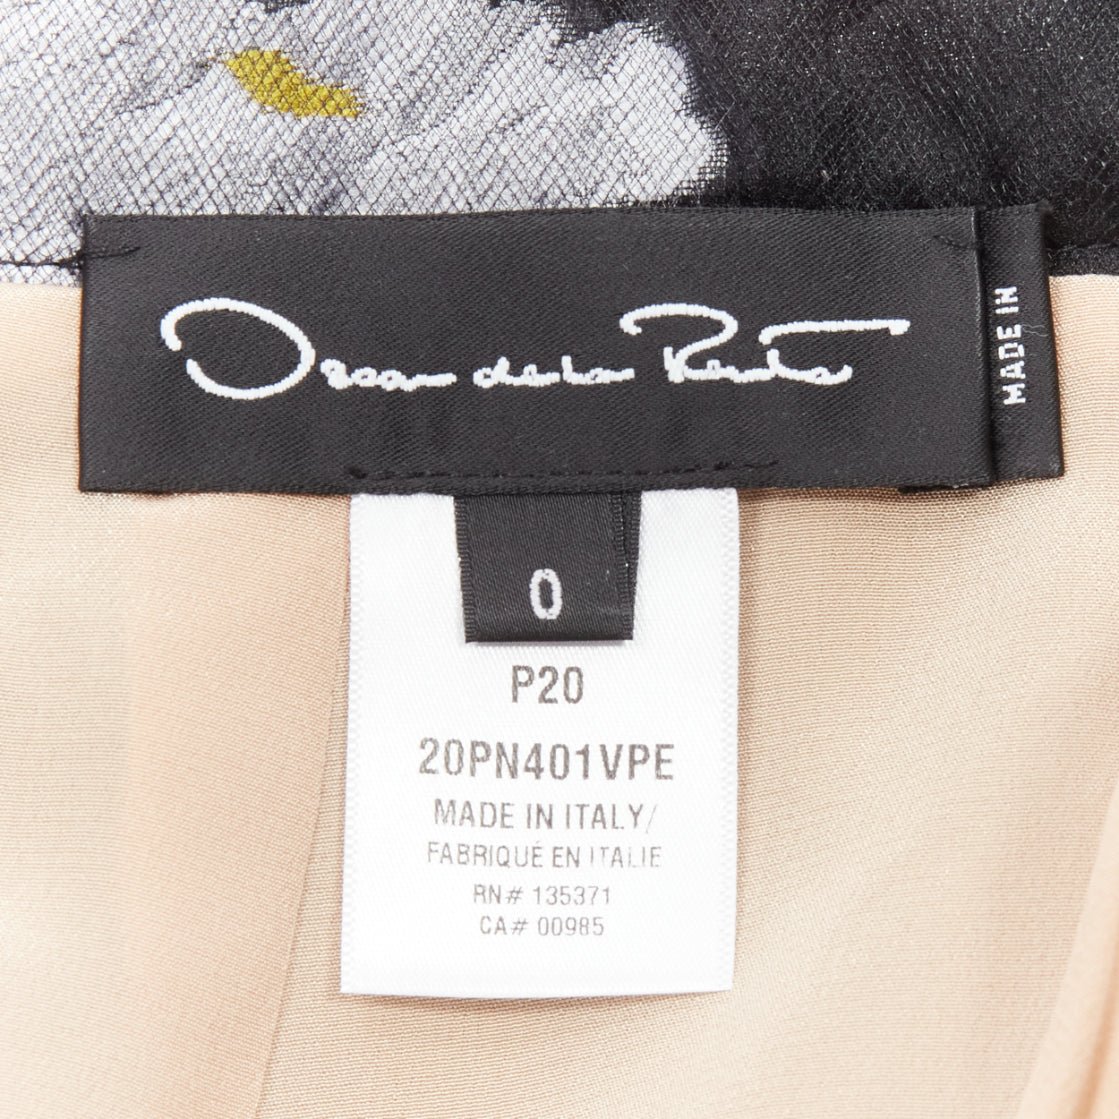 Oscar de la Renta
MADE IN
0
P20
20PN401VPE
MADE IN ITALY/
FABRIQUÉ EN ITALIE
RN# 135371
CA# 00985